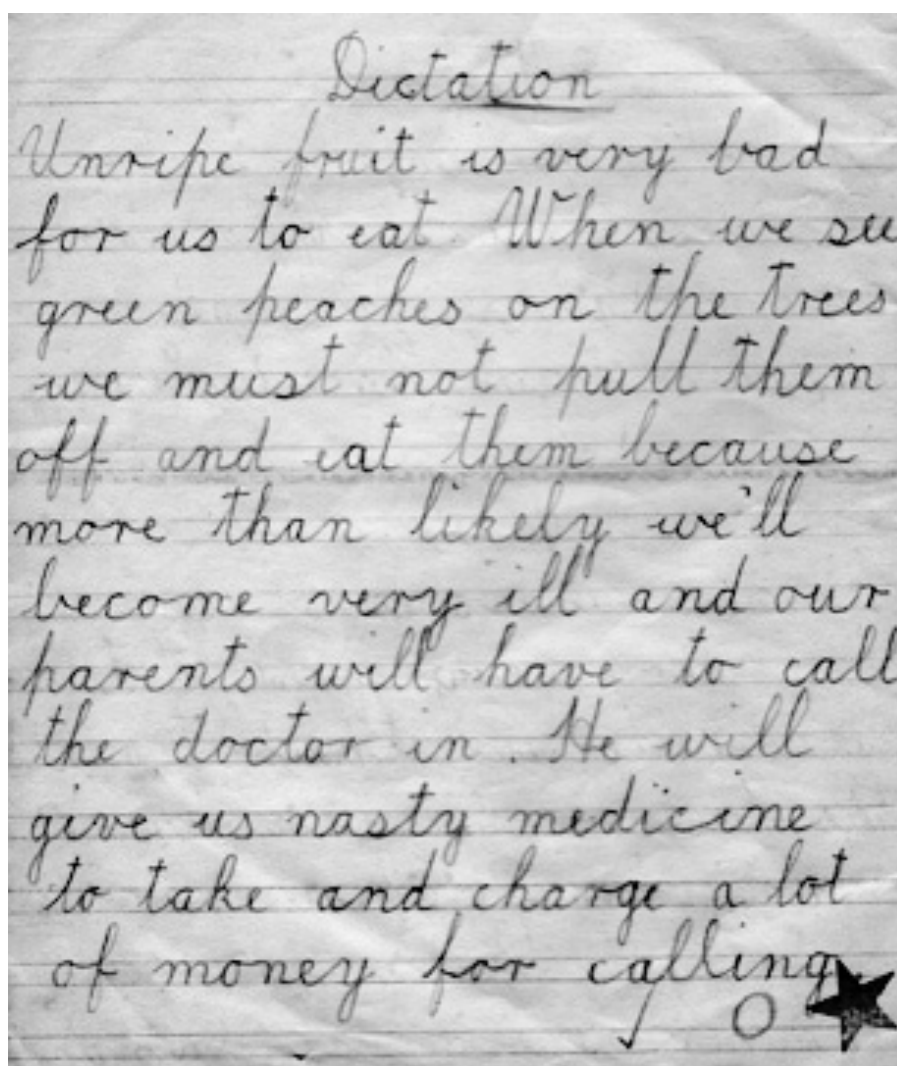 Dictation
Unripe fruit is very bad
for us to eat. When we see
green peaches on the trees
we must not pull them
off and eat them because
more than likely we'll
become very ill and our
parents will have to call
the doctor in. He will
give us nasty medicine
to take and charge a lot
of money for calling.
0